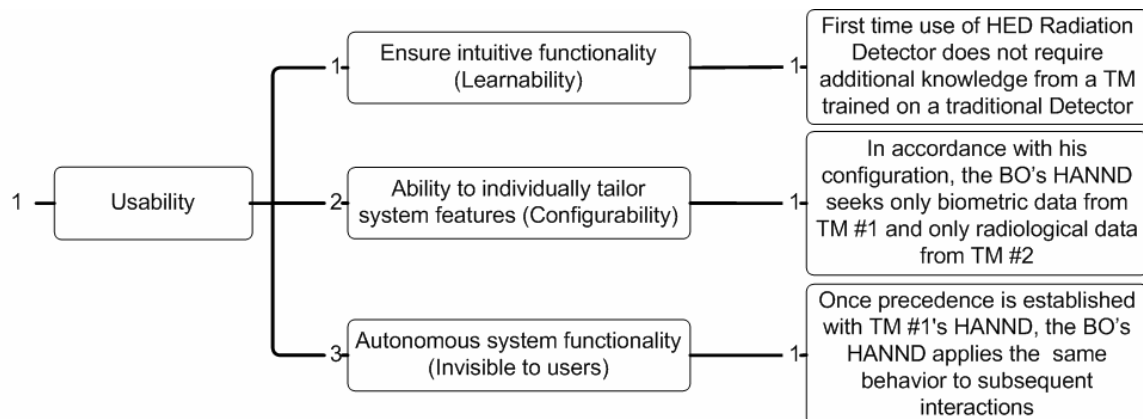 1
Usability
1
Ensure intuitive functionality
(Learnability)
1
First time use of HED Radiation
Detector does not require
additional knowledge from a TM
trained on a traditional Detector
2
Ability to individually tailor
system features (Configurability)
1
In accordance with his
configuration, the BO's HANND
seeks only biometric data from
TM #1 and only radiological data
from TM #2
3
Autonomous system functionality
(Invisible to users)
1
Once precedence is established
with TM #1's HANND, the BO's
HANND applies the same
behavior to subsequent
interactions